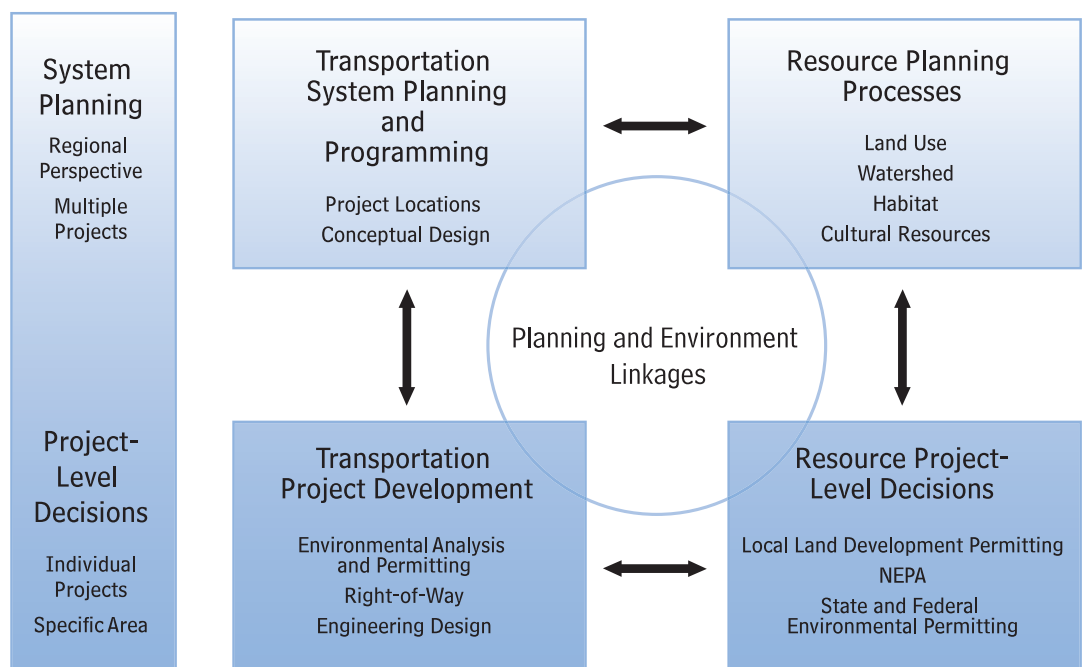 System
Planning
Regional
Perspective
Multiple
Projects
Project-
Level
Decisions
Individual
Projects
Specific Area
Transportation
System Planning
and
Programming
Project Locations
Conceptual Design
Resource Planning
Processes
Land Use
Watershed
Habitat
Cultural Resources
Planning and Environment
Linkages
Transportation
Project Development
Environmental Analysis
and Permitting
Right-of-Way
Engineering Design
Resource Project-
Level Decisions
Local Land Development Permitting
NEPA
State and Federal
Environmental Permitting